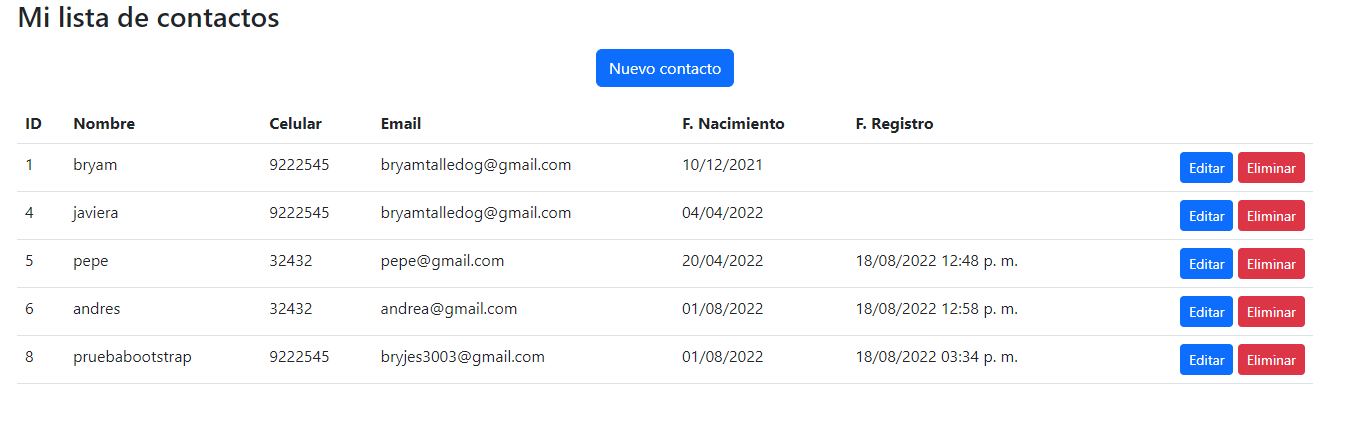 Mi lista de contactos
Nuevo contacto
ID Nombre Celular Email F. Nacimiento F. Registro
1 bryam 9222545 bryamtalledog@gmail.com 10/12/2021 Editar Eliminar
4 javiera 9222545 bryamtalledog@gmail.com 04/04/2022 Editar Eliminar
5 pepe 32432 pepe@gmail.com 20/04/2022 18/08/2022 12:48 p. m. Editar Eliminar
6 andres 32432 andrea@gmail.com 01/08/2022 18/08/2022 12:58 p. m. Editar Eliminar
8 pruebabootstrap 9222545 bryjes3003@gmail.com 01/08/2022 18/08/2022 03:34 p. m. Editar Eliminar